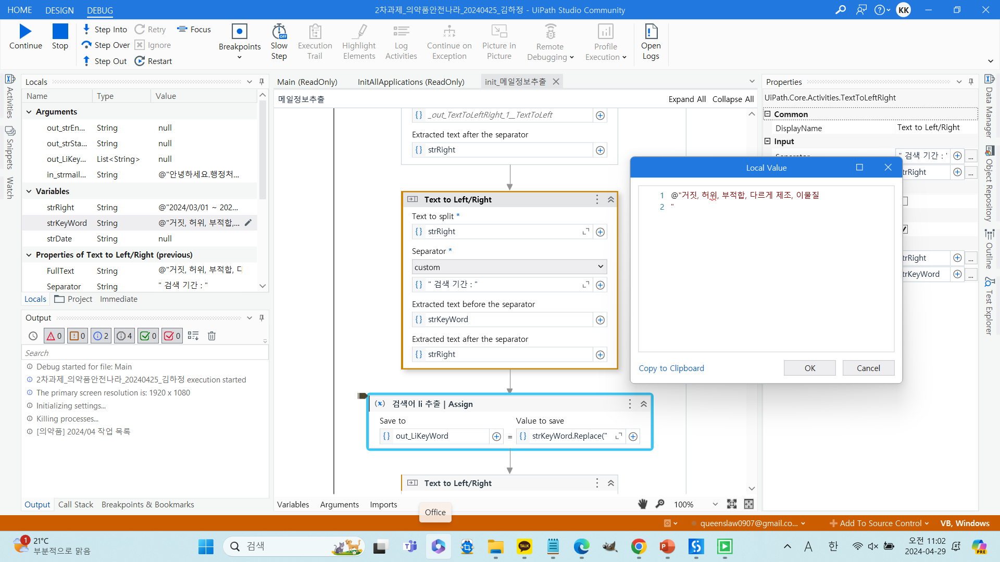 HOME DESIGN DEBUG
2차과제_의약품안전나라_20240425_김하정 - UiPath Studio Community
KK
Continue
Stop
Step Into
Step Over
Step Out
Retry
Ignore
Restart
Focus
Breakpoints
Slow Step
OFF
Execution Trail
Highlight Elements
Log Activities
Continue on Exception
Picture in Picture
Remote Debugging
Profile Execution
Open Logs
Activities
Snippets
Watch
Locals
Name Type Value
Arguments
out_strEn... String null
out_strSta... String null
out_LiKey... List<String> null
in_strmail... String @"안녕하세요.행정처...
Variables
strRight String @"2024/03/01 ~ 202...
strKeyWord String @"거짓, 허위, 부적합,...
strDate String null
Properties of Text to Left/Right (previous)
FullText String @"거짓, 허위, 부적합,
Separator String " 검색 기간 : "
Locals Project Immediate
Output
0 0 2 4 0 0
Search
Debug started for file: Main
2차과제_의약품안전나라_20240425_김하정 execution started
The primary screen resolution is: 1920 x 1080
Initializing settings...
Killing processes...
[의약품] 2024/04 작업 목록
Output Call Stack Breakpoints & Bookmarks
Main (ReadOnly) InitAllApplications (ReadOnly) init_메일정보추출
메일정보추출 Expand All Collapse All
{} _out_TextToLeftRight_1__TextToLeft
Extracted text after the separator
{} strRight
Text to Left/Right
Text to split *
{} strRight
Separator *
custom
{} " 검색 기간 : "
Extracted text before the separator
{} strKeyWord
Extracted text after the separator
{} strRight
(x) 검색어 li 추출 | Assign
Save to Value to save
{} out_LiKeyWord = {} strKeyWord.Replace("
Text to Left/Right
Variables Arguments Imports
100%
Office
Properties
UiPath.Core.Activities.TextToLeftRight
Common
DisplayName Text to Left/Right
Input
Separator " 검색 기간 : " ...
trRight ...
trRight ...
trKeyWord ...
Local Value
1 @"거짓, 허위, 부적합, 다르게 제조, 이물질
2 "
Copy to Clipboard OK Cancel
Data Manager
Object Repository
Outline
Test Explorer
queenslaw0907@gmail.co... Add To Source Control VB, Windows
1 21°C
부분적으로 맑음
검색
TALK
A 한
오전 11:02
2024-04-29
PRE